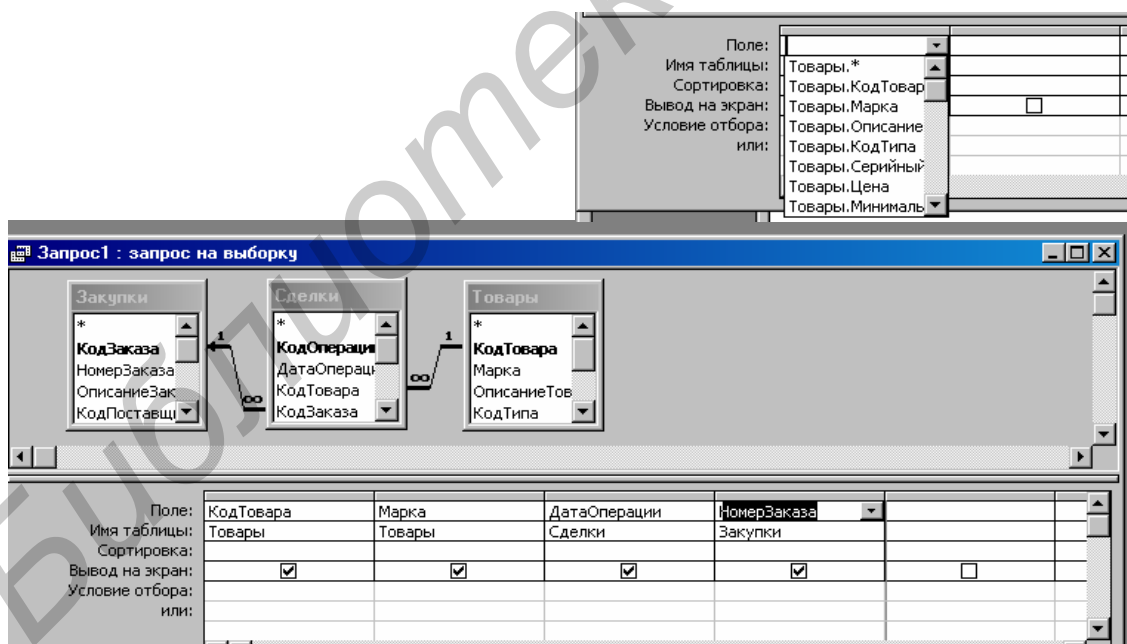 Поле:
Имя таблицы: Товары.*
Сортировка: Товары.КодТовар
Вывод на экран: Товары.Марка
Условие отбора: Товары.Описание
или: Товары.КодТипа
Товары.Серийный
Товары.Цена
Товары.Минималь
Запрос1 : запрос на выборку
Закупки Сделки Товары
* * *
КодЗаказа 1 КодОпераци 1 КодТовара
НомерЗаказа ДатаОпераци Марка
ОписаниеЗак ∞ КодТовара ∞ ОписаниеТов
КодПоставщи КодЗаказа КодТипа
Поле: КодТовара Марка ДатаОперации НомерЗаказа
Имя таблицы: Товары Товары Сделки Закупки
Сортировка:
Вывод на экран:
Условие отбора:
или:
Библиотек